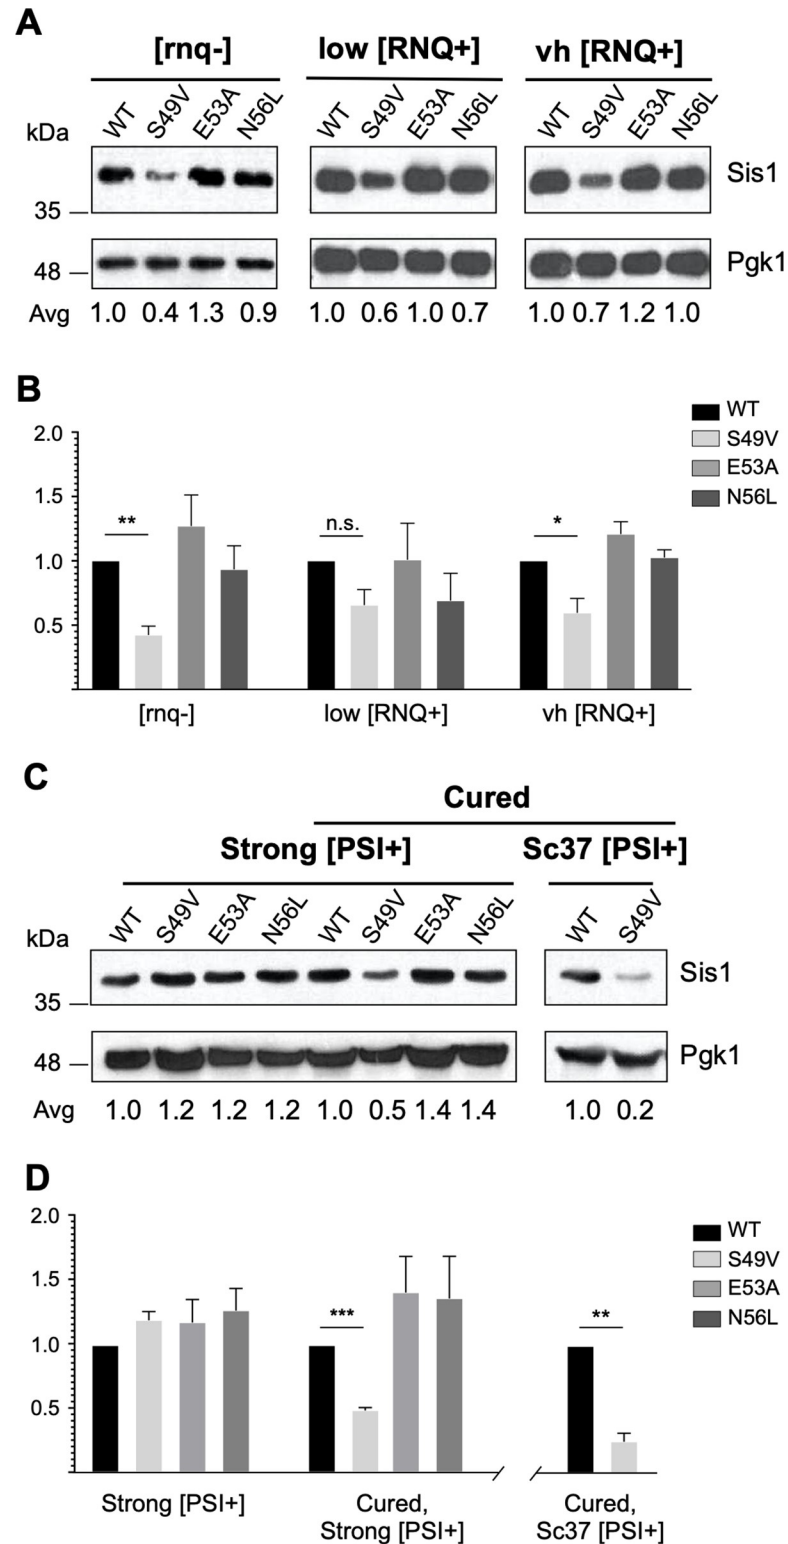 A
[rnq-] low [RNQ+] vh [RNQ+]
kDa WT S49V E53A N56L WT S49V E53A N56L WT S49V E53A N56L
Sis1
35
48 Pgk1
Avg 1.0 0.4 1.3 0.9 1.0 0.6 1.0 0.7 1.0 0.7 1.2 1.0
B
WT
S49V
E53A
N56L
2.0
1.5
** n.s. *
1.0
0.5
[rnq-] low [RNQ+] vh [RNQ+]
C
Cured
Strong [PSI+] Sc37 [PSI+]
kDa WT S49V E53A N56L WT S49V E53A N56L WT S49V
Sis1
35
48 Pgk1
Avg 1.0 1.2 1.2 1.2 1.0 0.5 1.4 1.4 1.0 0.2
D
WT
S49V
E53A
N56L
2.0
1.5
*** **
1.0
0.5
Strong [PSI+] Cured, Cured,
Strong [PSI+] Sc37 [PSI+]